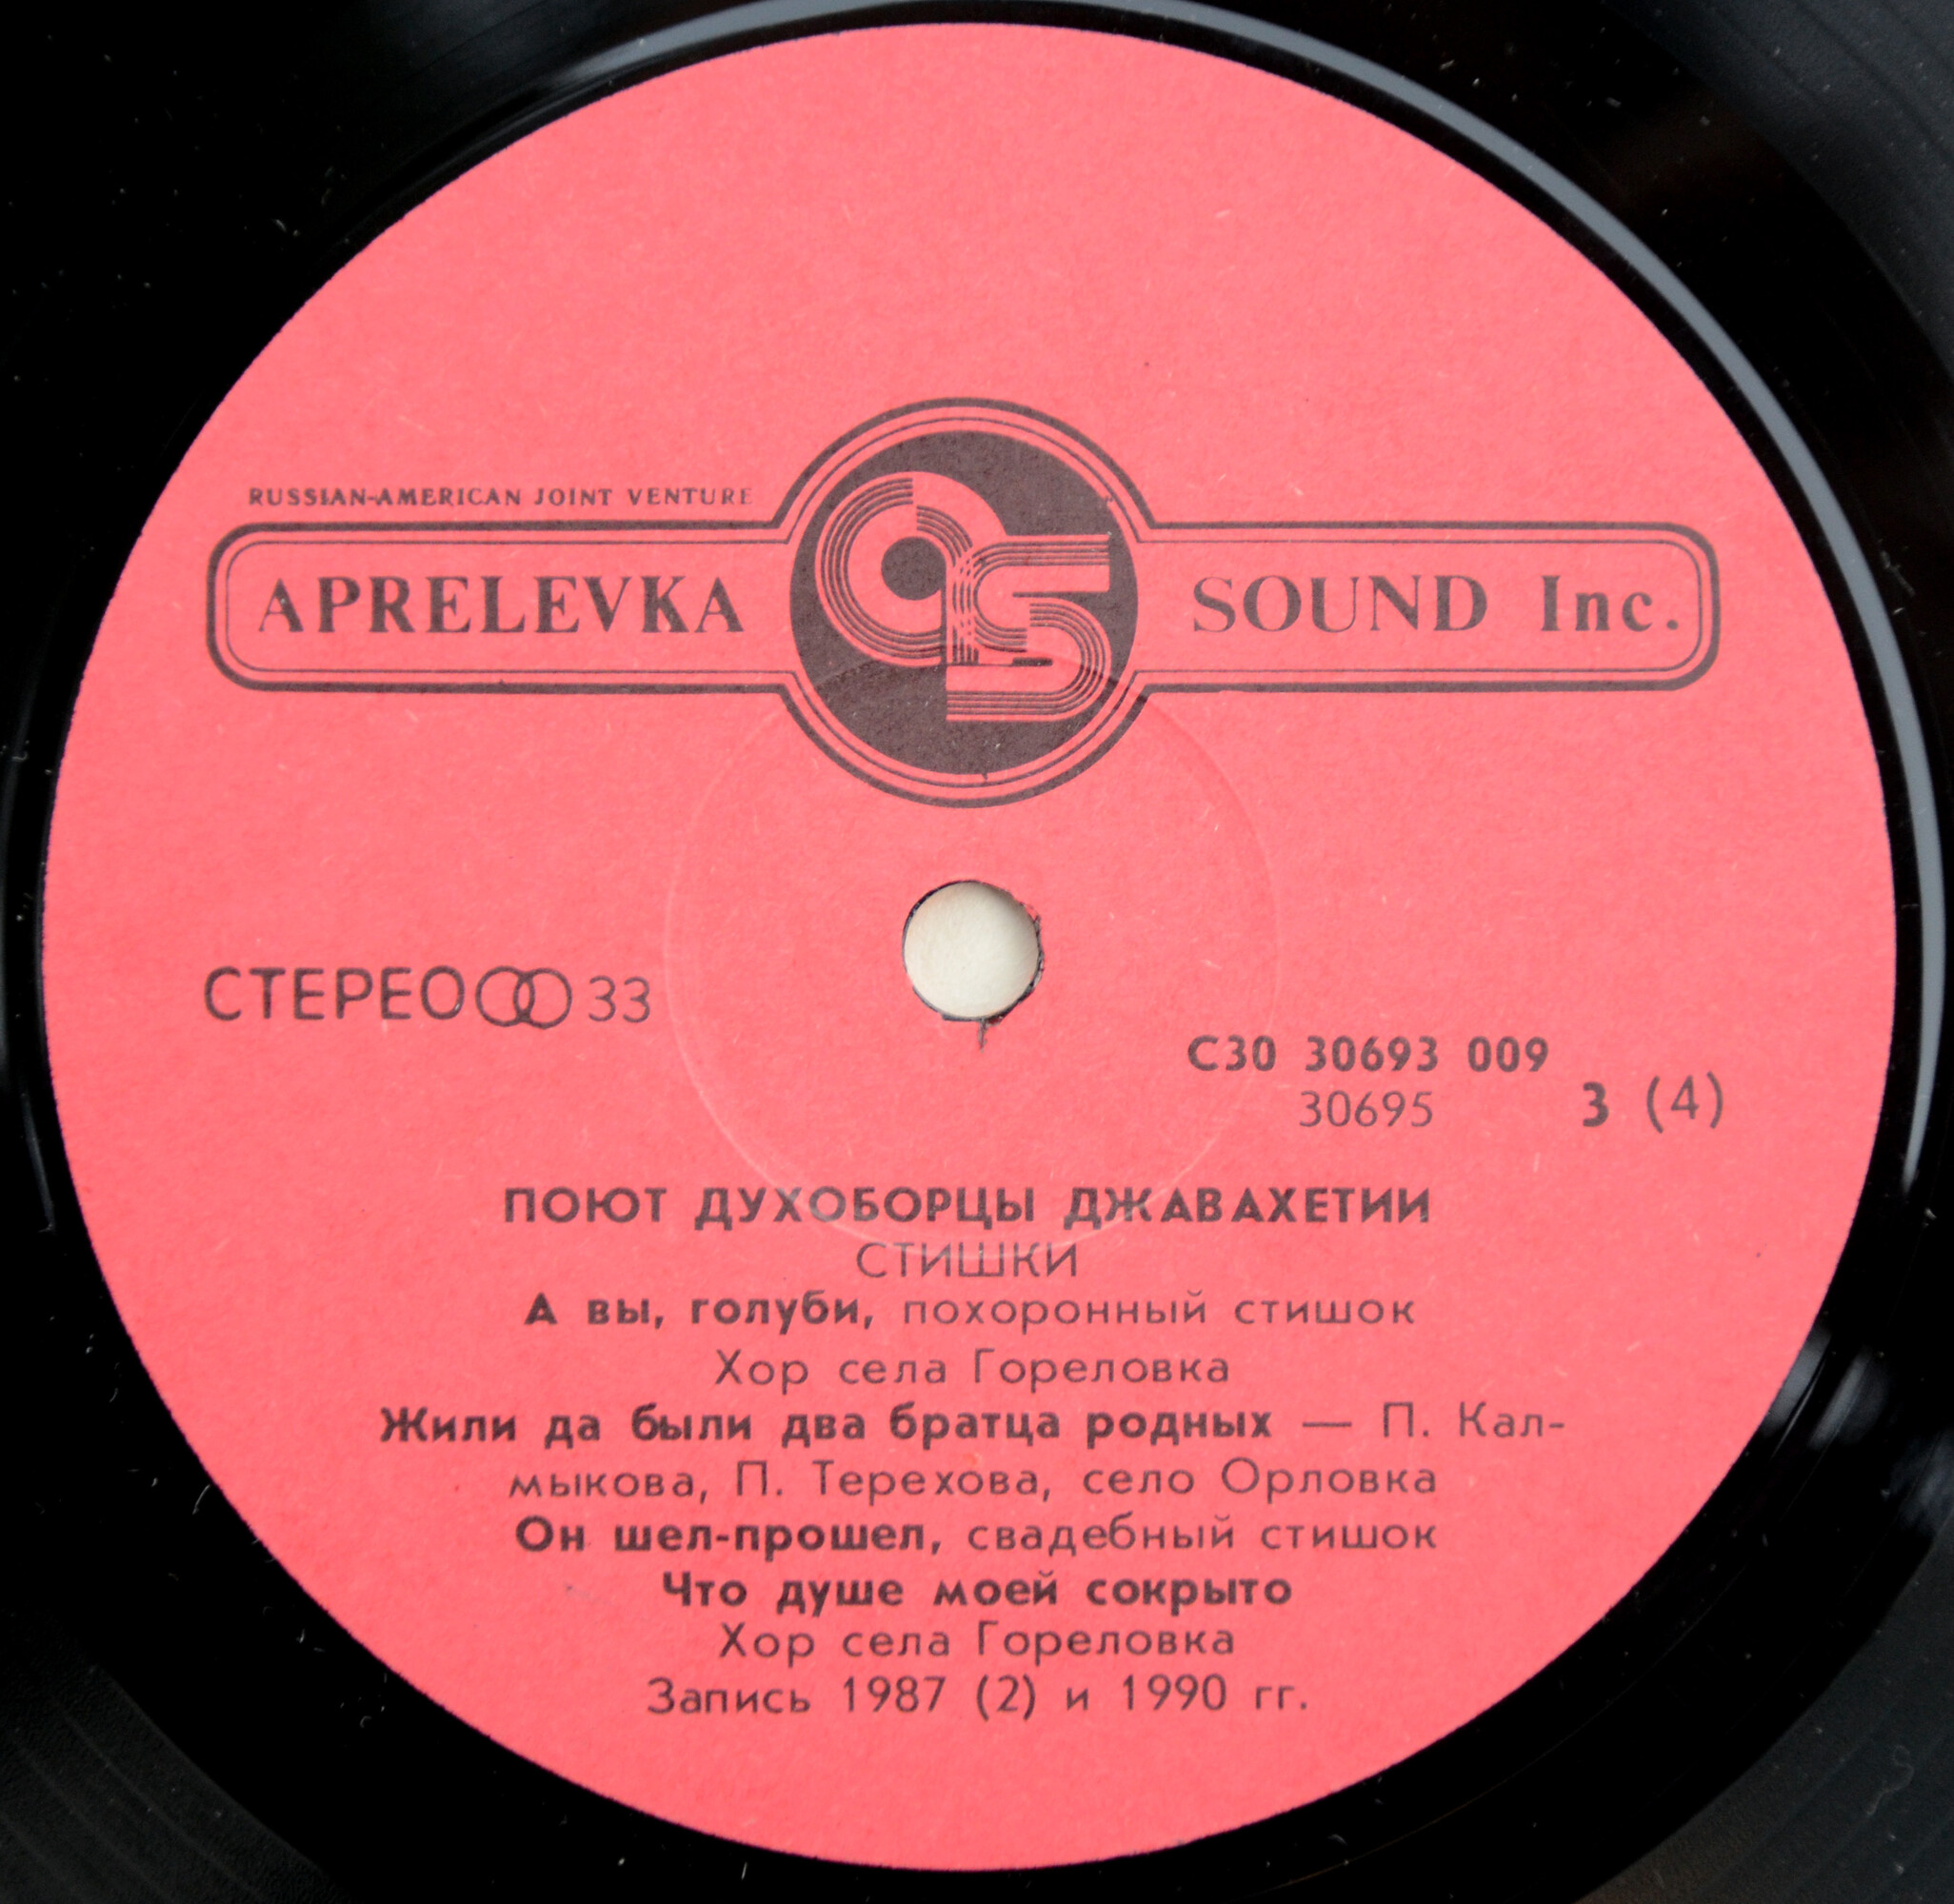 RUSSIAN-AMERICAN JOINT VENTURE
APRELEVKA SOUND Inc.
СТЕРЕО 33
С30 30693 009
30695 3 (4)
ПОЮТ ДУХОБОРЦЫ ДЖАВАХЕТИИ
СТИШКИ
А вы, голуби, похоронный стишок
Хор села Гореловка
Жили да были два братца родных — П. Кал-
мыкова, П. Терехова, село Орловка
Он шел-прошел, свадебный стишок
Что душе моей сокрыто
Хор села Гореловка
Запись 1987 (2) и 1990 гг.